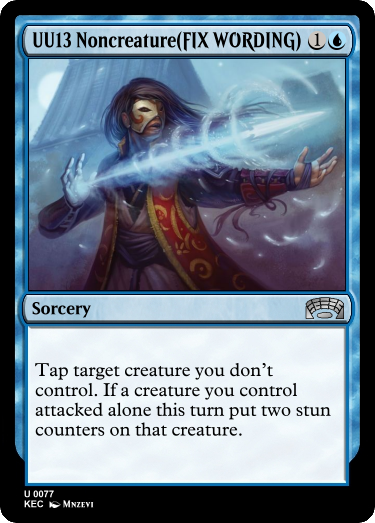 UU13 Noncreature(FIX WORDING) 1
Sorcery
Tap target creature you don't
control. If a creature you control
attacked alone this turn put two stun
counters on that creature.
U 0077
KEC Mnzevi